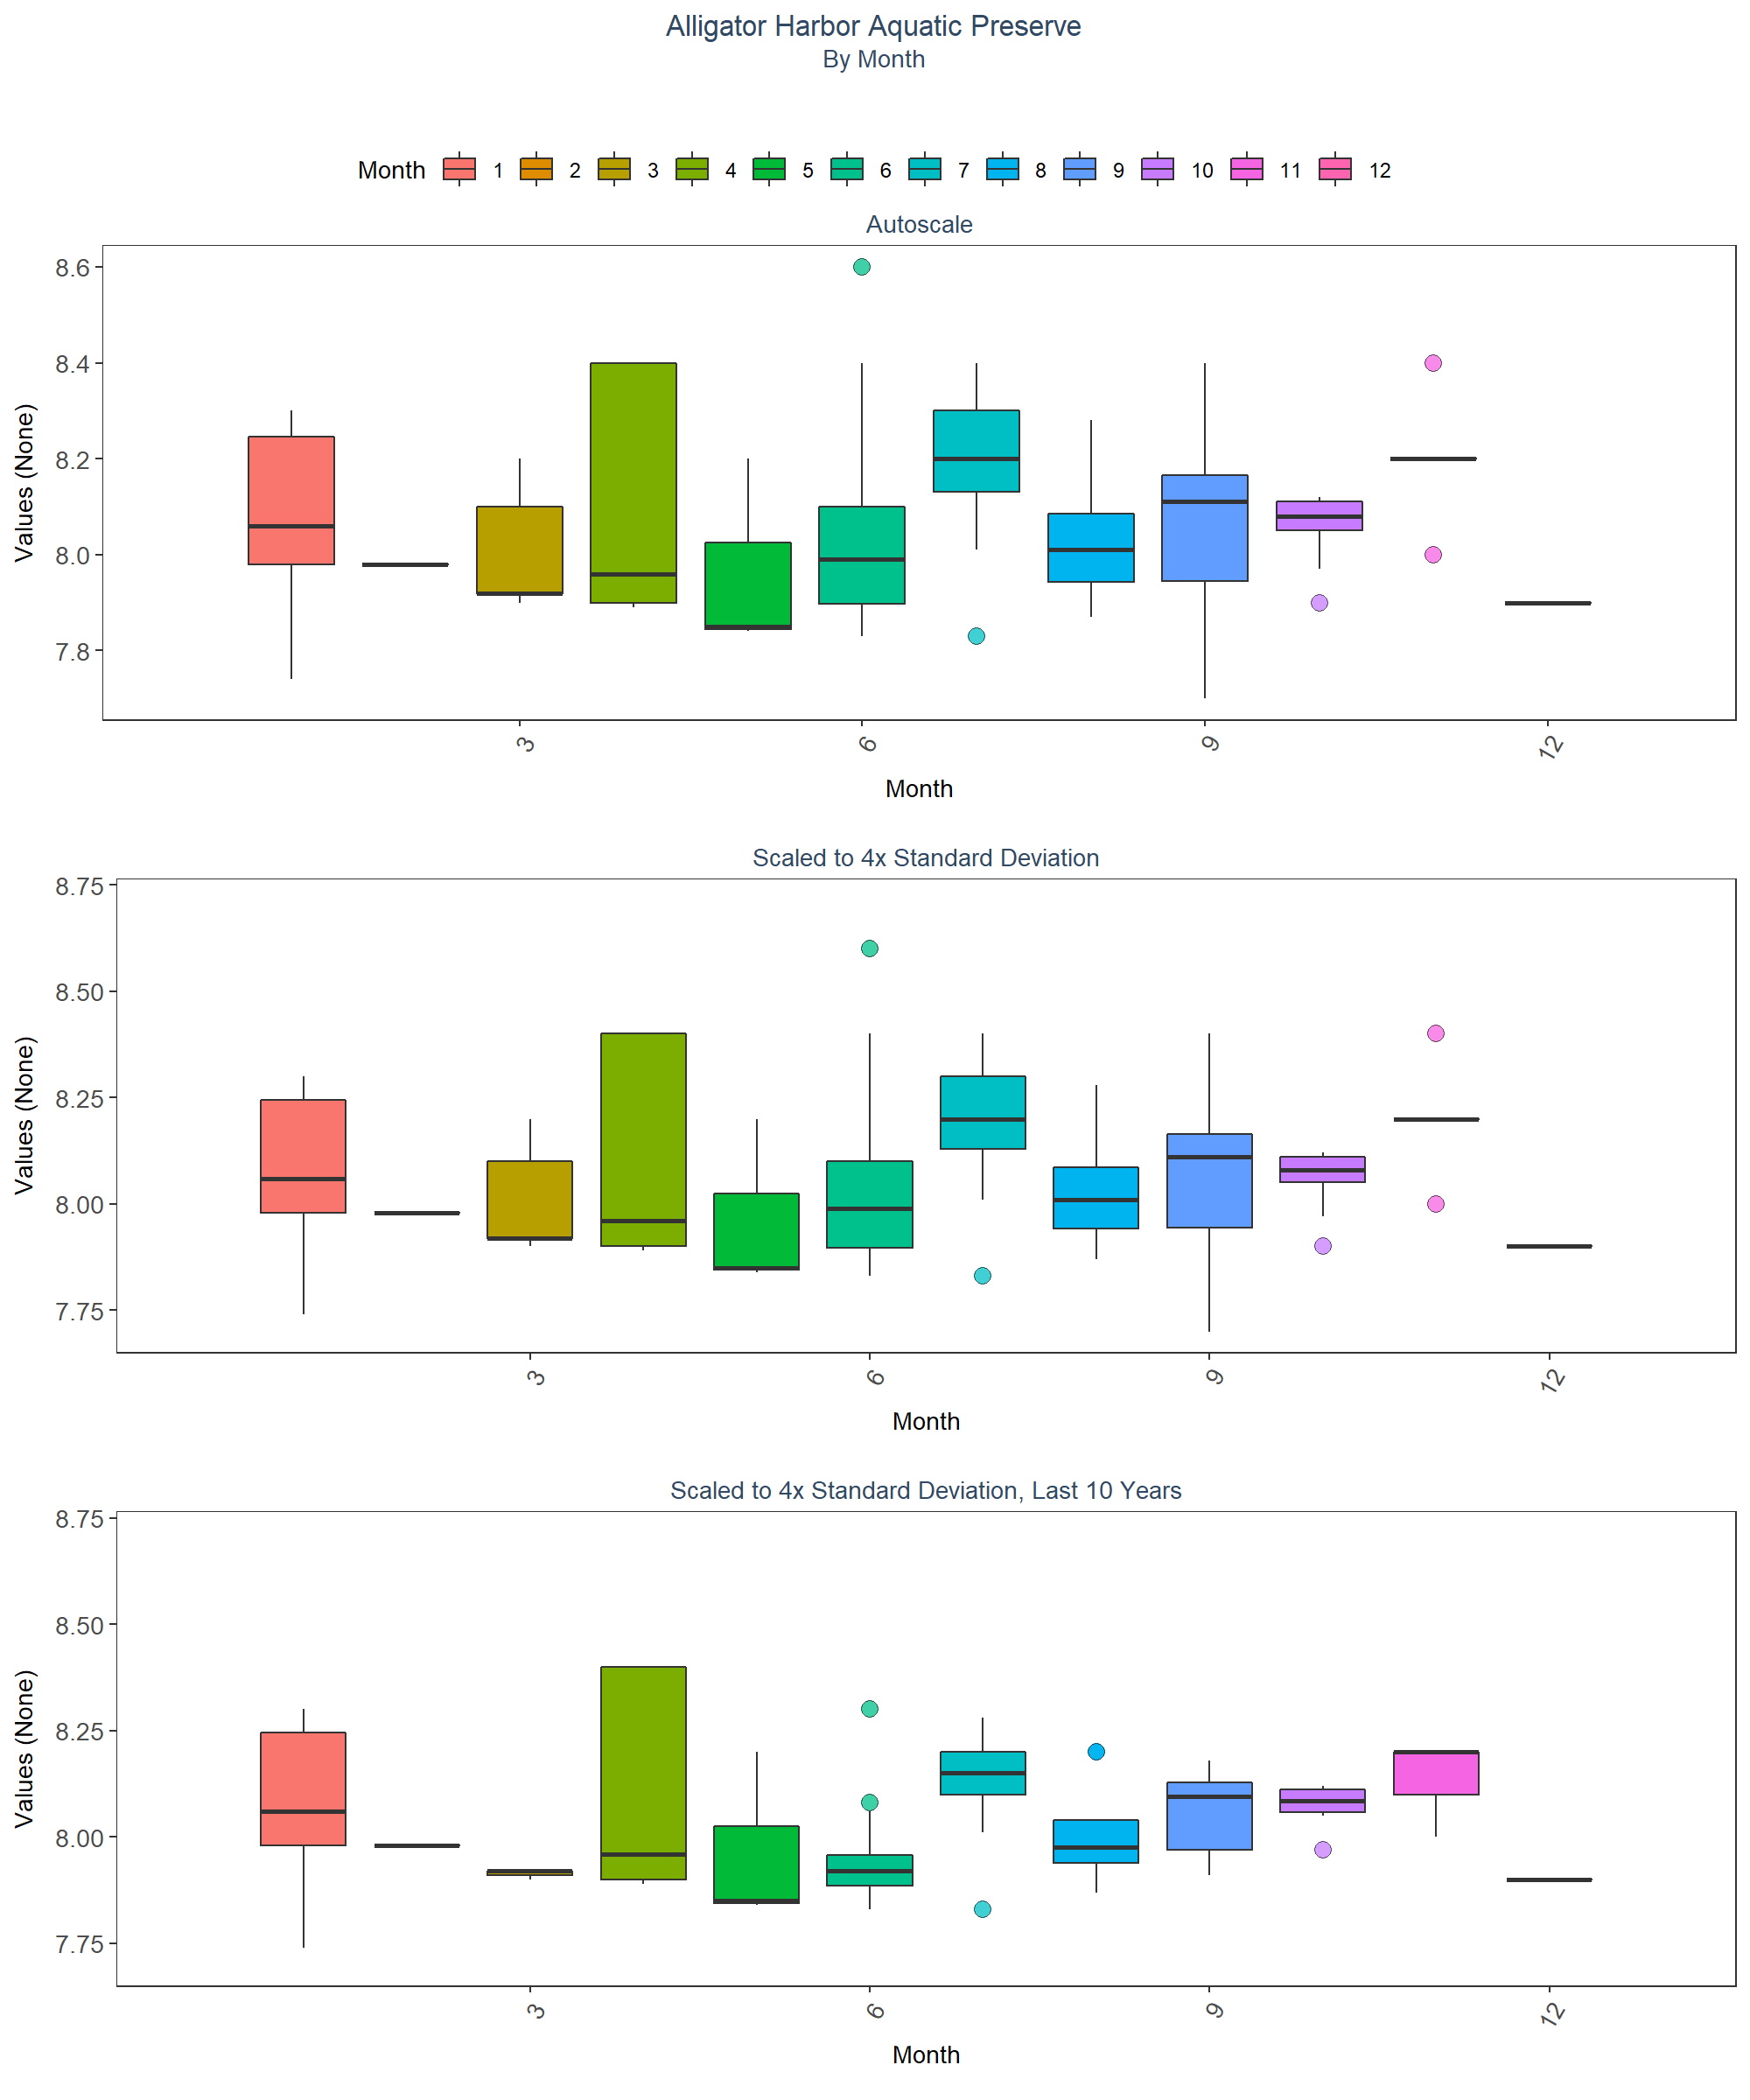 Alligator Harbor Aquatic Preserve
By Month
Month 1 2 3 4 5 6 7 8 9 10 11 12
Autoscale
Values (None)
8.6
8.4
8.2
8.0
7.8
3 6 9 12
Month
Scaled to 4x Standard Deviation
Values (None)
8.75
8.50
8.25
8.00
7.75
3 6 9 12
Month
Scaled to 4x Standard Deviation, Last 10 Years
Values (None)
8.75
8.50
8.25
8.00
7.75
3 6 9 12
Month